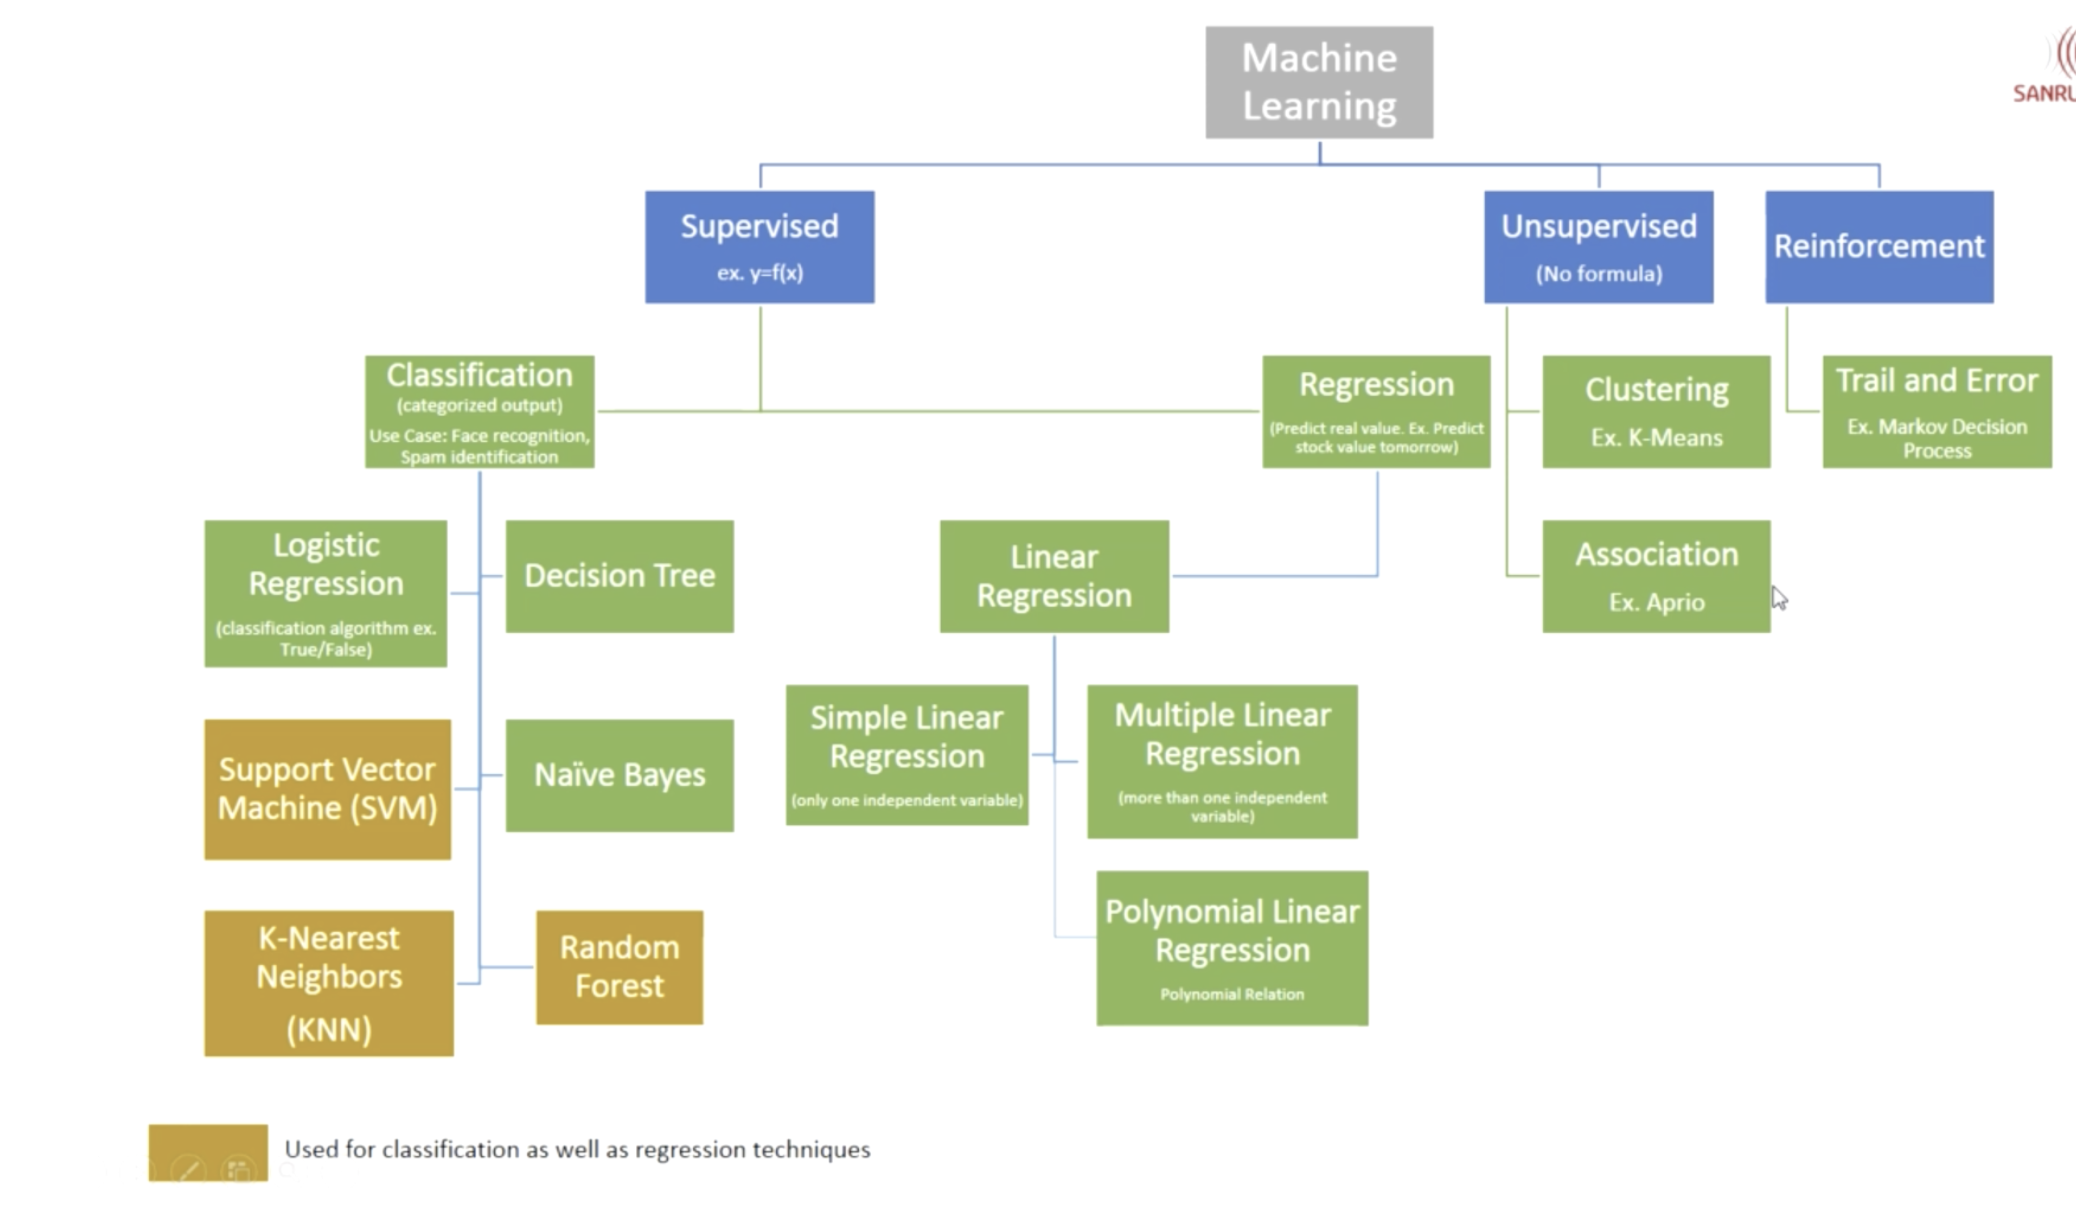 Machine
Learning
SANRU
Supervised
ex. y=f(x)
Unsupervised
(No formula)
Reinforcement
Classification
(categorized output)
Use Case: Face recognition,
Spam identification
Regression
(Predict real value. Ex. Predict
stock value tomorrow)
Clustering
Ex. K-Means
Trail and Error
Ex. Markov Decision
Process
Logistic
Regression
(classification algorithm ex.
True/False)
Decision Tree
Linear
Regression
Association
Ex. Aprio
Support Vector
Machine (SVM)
Naïve Bayes
Simple Linear
Regression
(only one independent variable)
Multiple Linear
Regression
(more than one independent
variable)
K-Nearest
Neighbors
(KNN)
Random
Forest
Polynomial Linear
Regression
Polynomial Relation
Used for classification as well as regression techniques